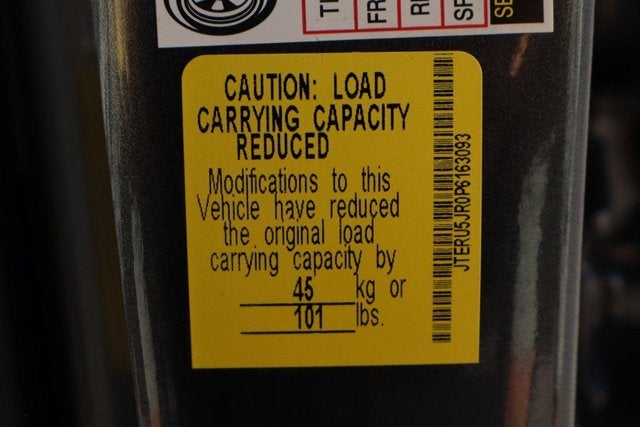 CAUTION: LOAD
CARRYING CAPACITY
REDUCED
Modifications to this
Vehicle have reduced
the original load
carrying capacity by
45 kg or
101 lbs.
JTERU5JR0P6163093